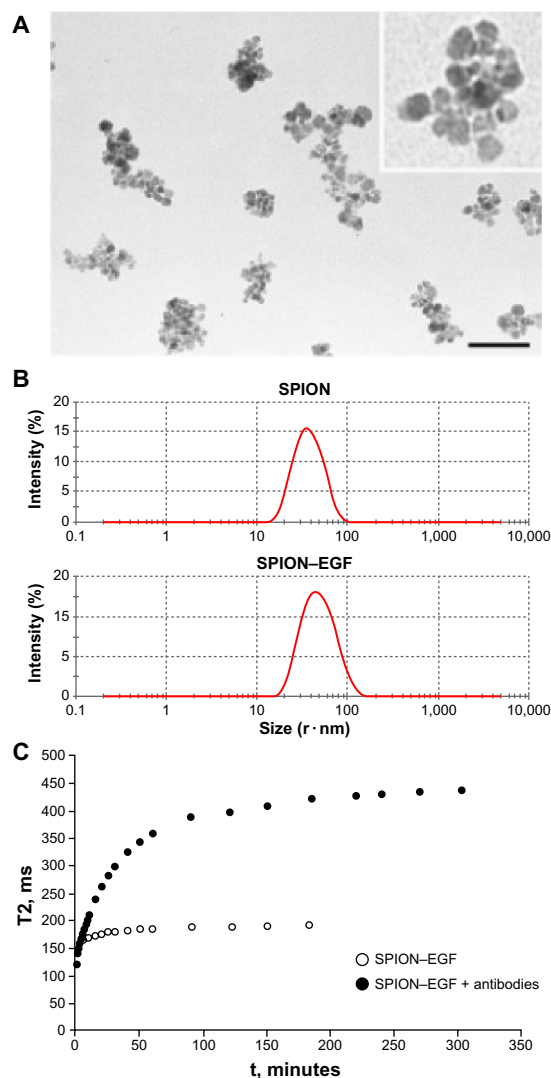 A
B
SPION
Intensity (%)
20
15
10
5
0
0.1 1 10 100 1,000 10,000
SPION–EGF
Intensity (%)
20
15
5
0
0.1 1 10 100 1,000 10,000
Size (r·nm)
C
T2, ms
500
450
400
350
300
250
200
150
100
50
0
0 50 100 150 200 250 300 350
SPION–EGF
SPION–EGF + antibodies
t, minutes